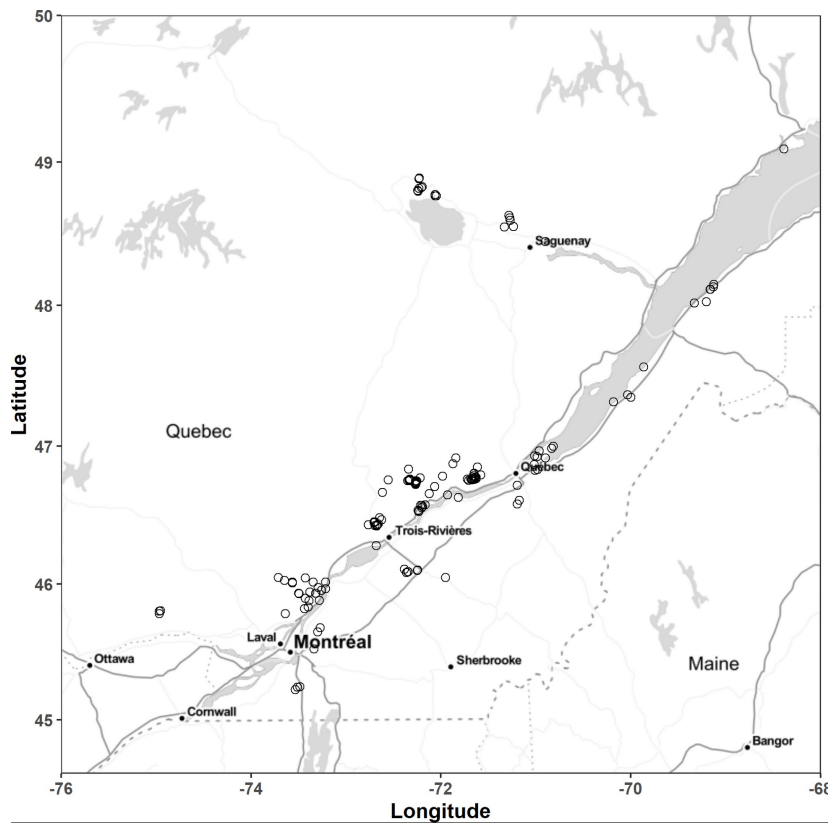 50
49
Saguenay
48
Latitude
47
Quebec
Quebec
Trois-Rivières
46
Laval
Montréal
Ottawa
Sherbrooke
Maine
Cornwall
45
Bangor
-76
-74
-72
-70
-68
Longitude